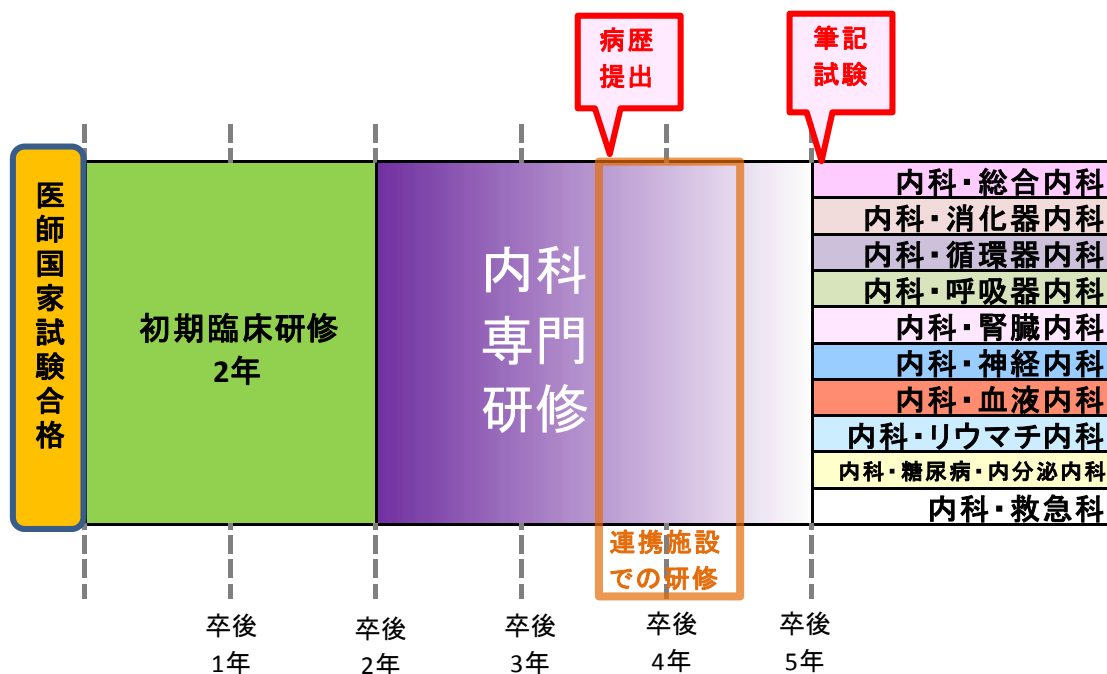 病歴
提出
筆記
試験
医師国家試験合格
初期臨床研修
2年
内科
専門
研修
内科・総合内科
内科・消化器内科
内科・循環器内科
内科・呼吸器内科
内科・腎臓内科
内科・神経内科
内科・血液内科
内科・リウマチ内科
内科・糖尿病・内分泌内科
内科・救急科
連携施設
での研修
卒後
1年
卒後
2年
卒後
3年
卒後
4年
卒後
5年